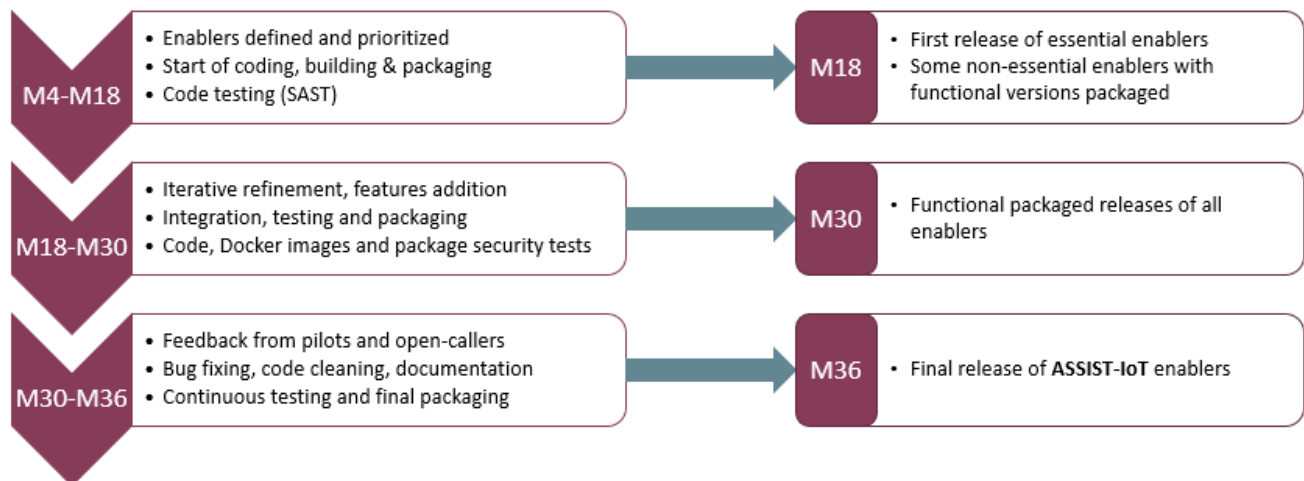 M4-M18
• Enablers defined and prioritized
• Start of coding, building & packaging
• Code testing (SAST)
M18
• First release of essential enablers
• Some non-essential enablers with
functional versions packaged
M18-M30
• Iterative refinement, features addition
• Integration, testing and packaging
• Code, Docker images and package security tests
M30
• Functional packaged releases of all
enablers
M30-M36
• Feedback from pilots and open-callers
• Bug fixing, code cleaning, documentation
• Continuous testing and final packaging
M36
• Final release of ASSIST-IoT enablers